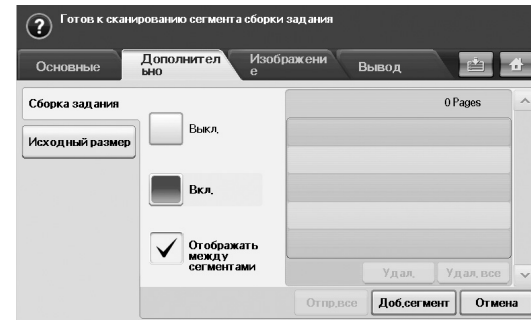 Готов к сканированию сегмента сборки задания
Основные
Дополнител
ьно
Изображени
е
Вывод
Сборка задания
Исходный размер
Выкл.
Вкл.
Отображать
между
сегментами
0 Pages
Удал.
Удал. все
Отпр.все
Доб.сегмент
Отмена